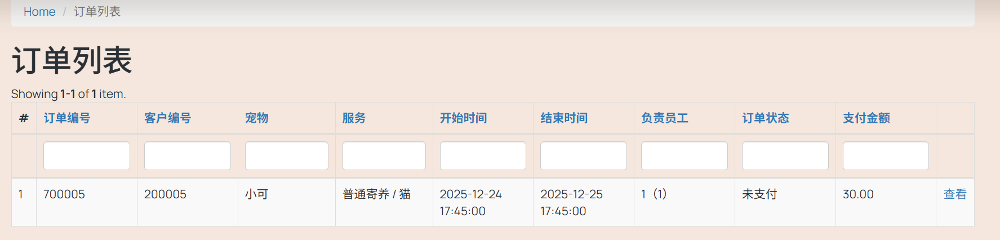 Home / 订单列表
订单列表
Showing 1-1 of 1 item.
# 订单编号 客户编号 宠物 服务 开始时间 结束时间 负责员工 订单状态 支付金额
1 700005 200005 小可 普通寄养 / 猫 2025-12-24 17:45:00 2025-12-25 17:45:00 1（1） 未支付 30.00 查看